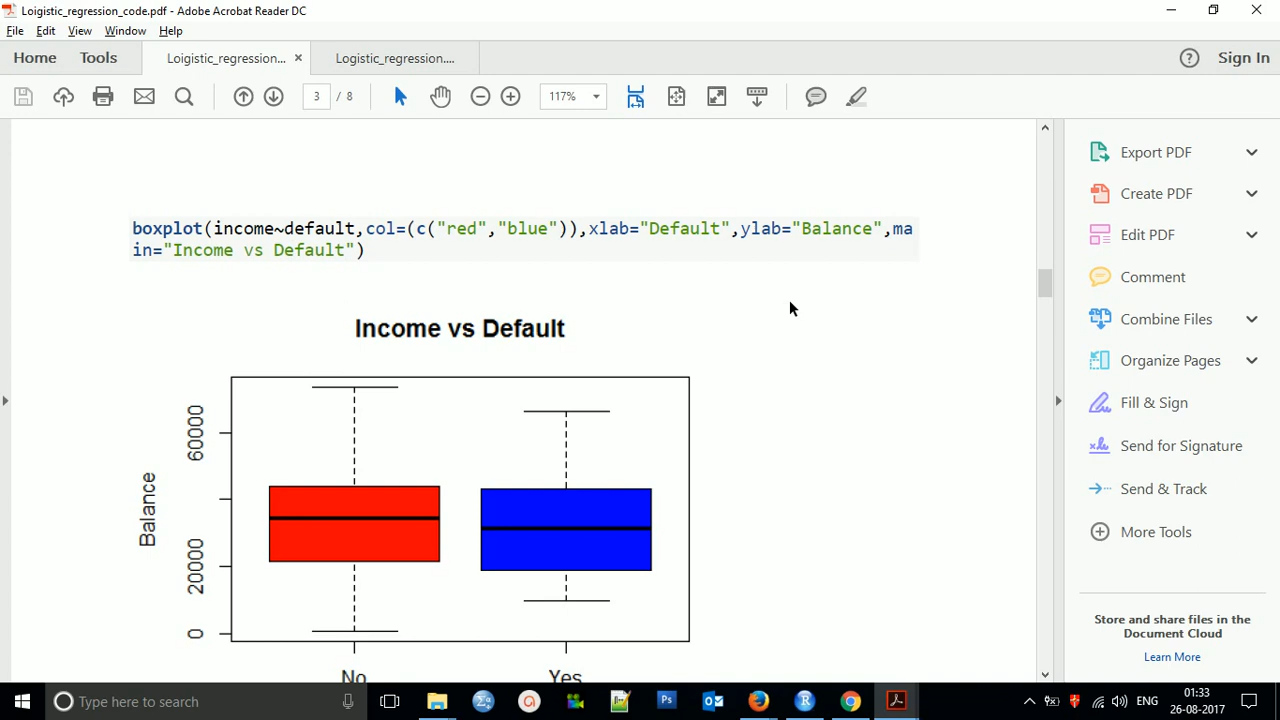 Loigistic_regression_code.pdf - Adobe Acrobat Reader DC
File Edit View Window Help
Home Tools Loigistic_regression... × Logistic_regression.... ? Sign In
3 / 8 117%
boxplot(income~default,col=(c("red","blue")),xlab="Default",ylab="Balance",ma
in="Income vs Default")
Income vs Default
60000
20000
0
Balance
No Yes
Export PDF
Create PDF
Edit PDF
Comment
Combine Files
Organize Pages
Fill & Sign
Send for Signature
Send & Track
More Tools
Store and share files in the
Document Cloud
Learn More
Type here to search
ENG
01:33
26-08-2017